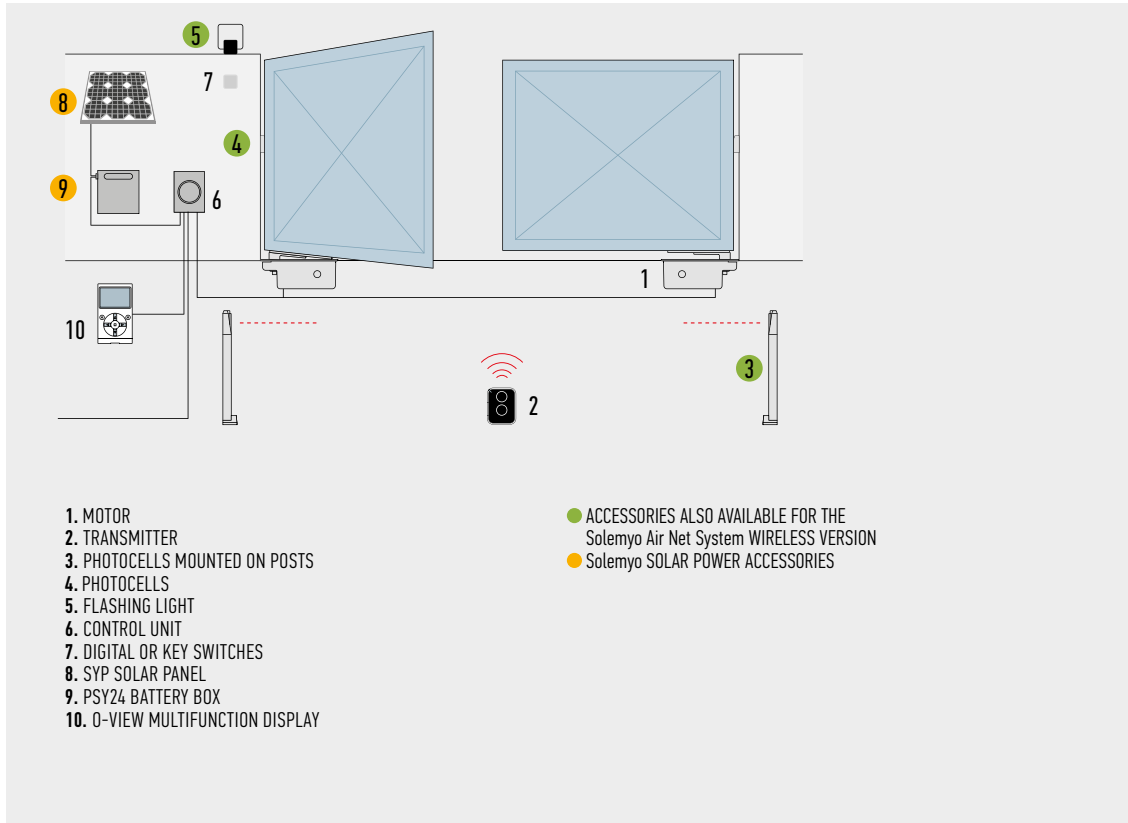 5
7
8
4
9
6
1
10
3
2
1. MOTOR
2. TRANSMITTER
3. PHOTOCELLS MOUNTED ON POSTS
4. PHOTOCELLS
5. FLASHING LIGHT
6. CONTROL UNIT
7. DIGITAL OR KEY SWITCHES
8. SYP SOLAR PANEL
9. PSY24 BATTERY BOX
10. O-VIEW MULTIFUNCTION DISPLAY
ACCESSORIES ALSO AVAILABLE FOR THE
Solemyo Air Net System WIRELESS VERSION
Solemyo SOLAR POWER ACCESSORIES